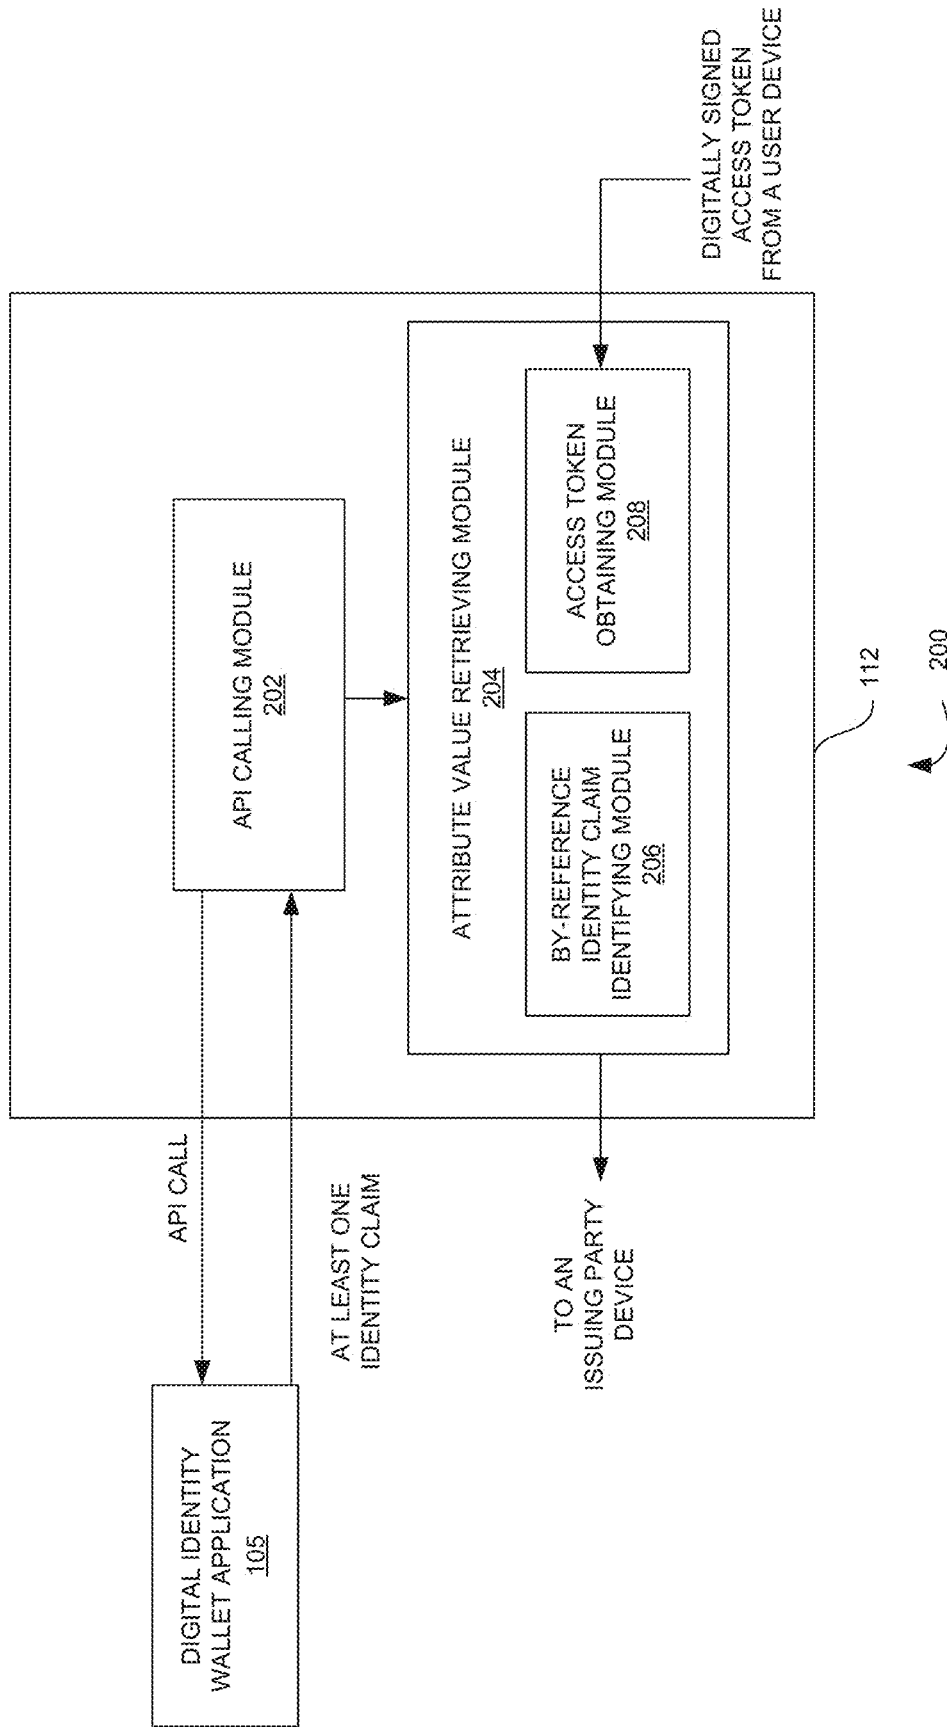 DIGITAL IDENTITY
WALLET APPLICATION
105
API CALL
AT LEAST ONE
IDENTITY CLAIM
TO AN
ISSUING PARTY
DEVICE
API CALLING MODULE
202
ATTRIBUTE VALUE RETRIEVING MODULE
204
BY-REFERENCE
IDENTITY CLAIM
IDENTIFYING MODULE
206
ACCESS TOKEN
OBTAINING MODULE
208
DIGITALLY SIGNED
ACCESS TOKEN
FROM A USER DEVICE
112
200